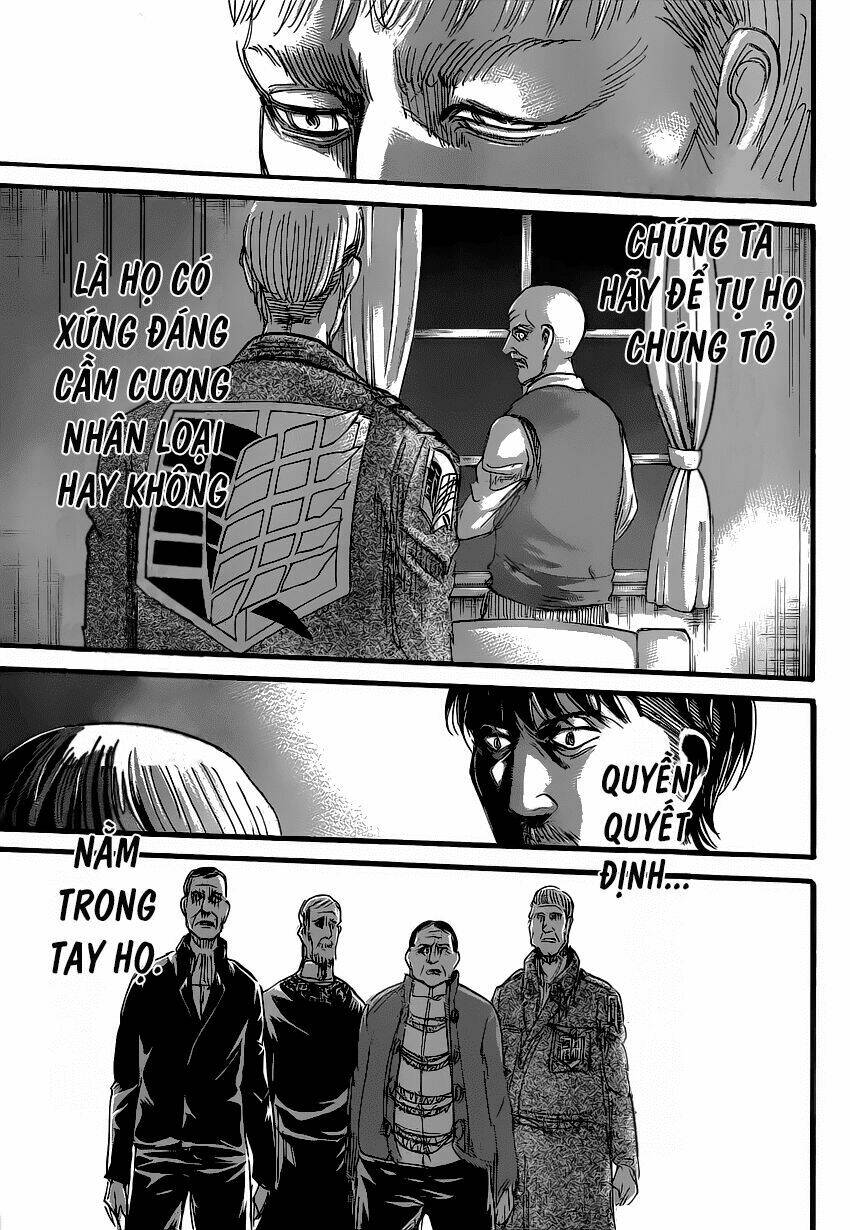 CHÚNG TA
HÃY ĐỂ TỰ HỌ
CHỨNG TỎ
LÀ HỌ CÓ
XỨNG ĐÁNG
CẦM CƯƠNG
NHÂN LOẠI
HAY KHÔNG
QUYỀN
QUYẾT
ĐỊNH...
NẰM
TRONG
TAY HỌ.